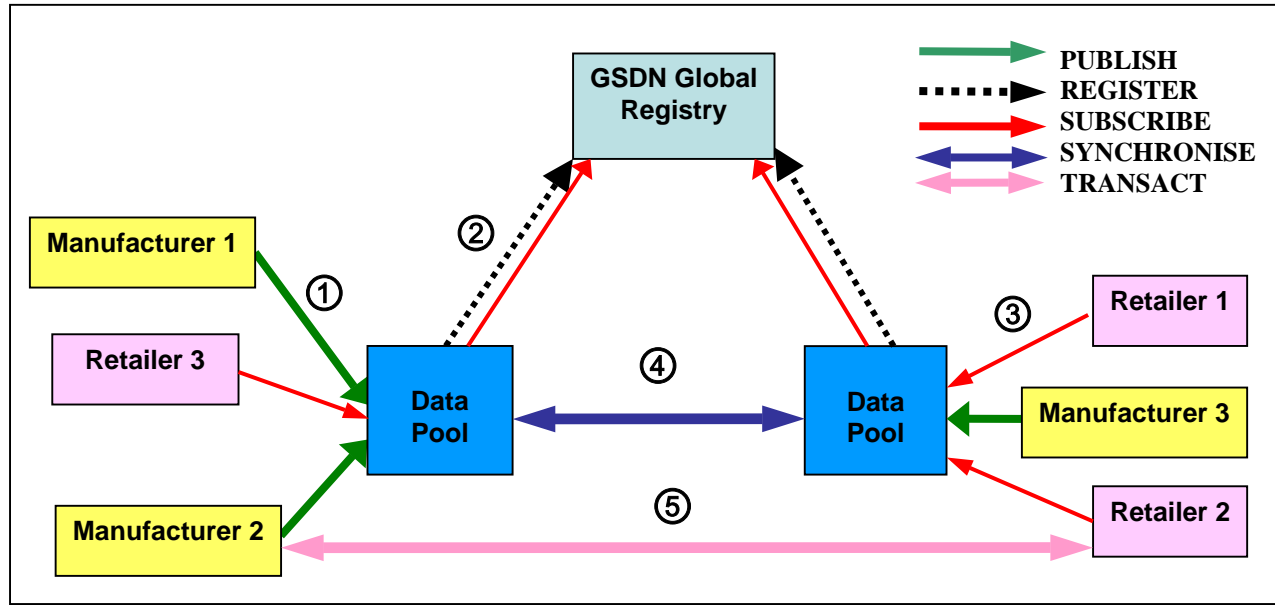 GSDN Global
Registry
PUBLISH
REGISTER
SUBSCRIBE
SYNCHRONISE
TRANSACT
Manufacturer 1
②
①
Retailer 1
③
Retailer 3
④
Data
Pool
Data
Pool
Manufacturer 3
⑤
Manufacturer 2
Retailer 2